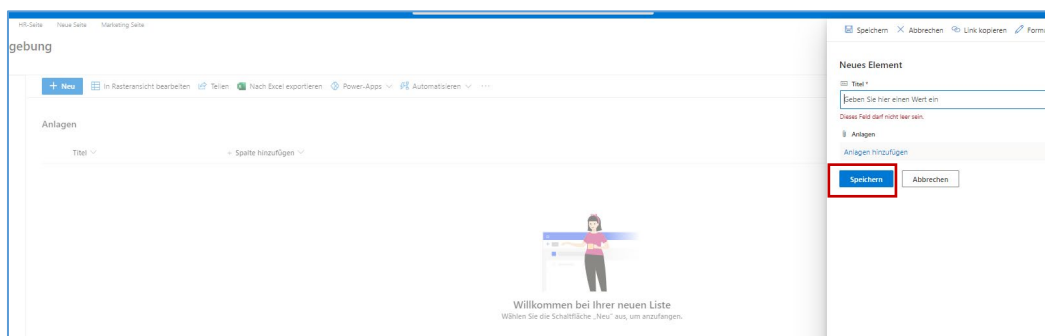 HR-Seite Neue Seite Marketing Seite
gebung
+ Neu In Rasteransicht bearbeiten Teilen Nach Excel exportieren Power-Apps Automatisieren ...
Anlagen
Titel + Spalte hinzufügen
Willkommen bei Ihrer neuen Liste
Wählen Sie die Schaltfläche „Neu" aus, um anzufangen.
Speichern Abbrechen Link kopieren Form
Neues Element
Titel *
Geben Sie hier einen Wert ein
Dieses Feld darf nicht leer sein.
Anlagen
Anlagen hinzufügen
Speichern Abbrechen